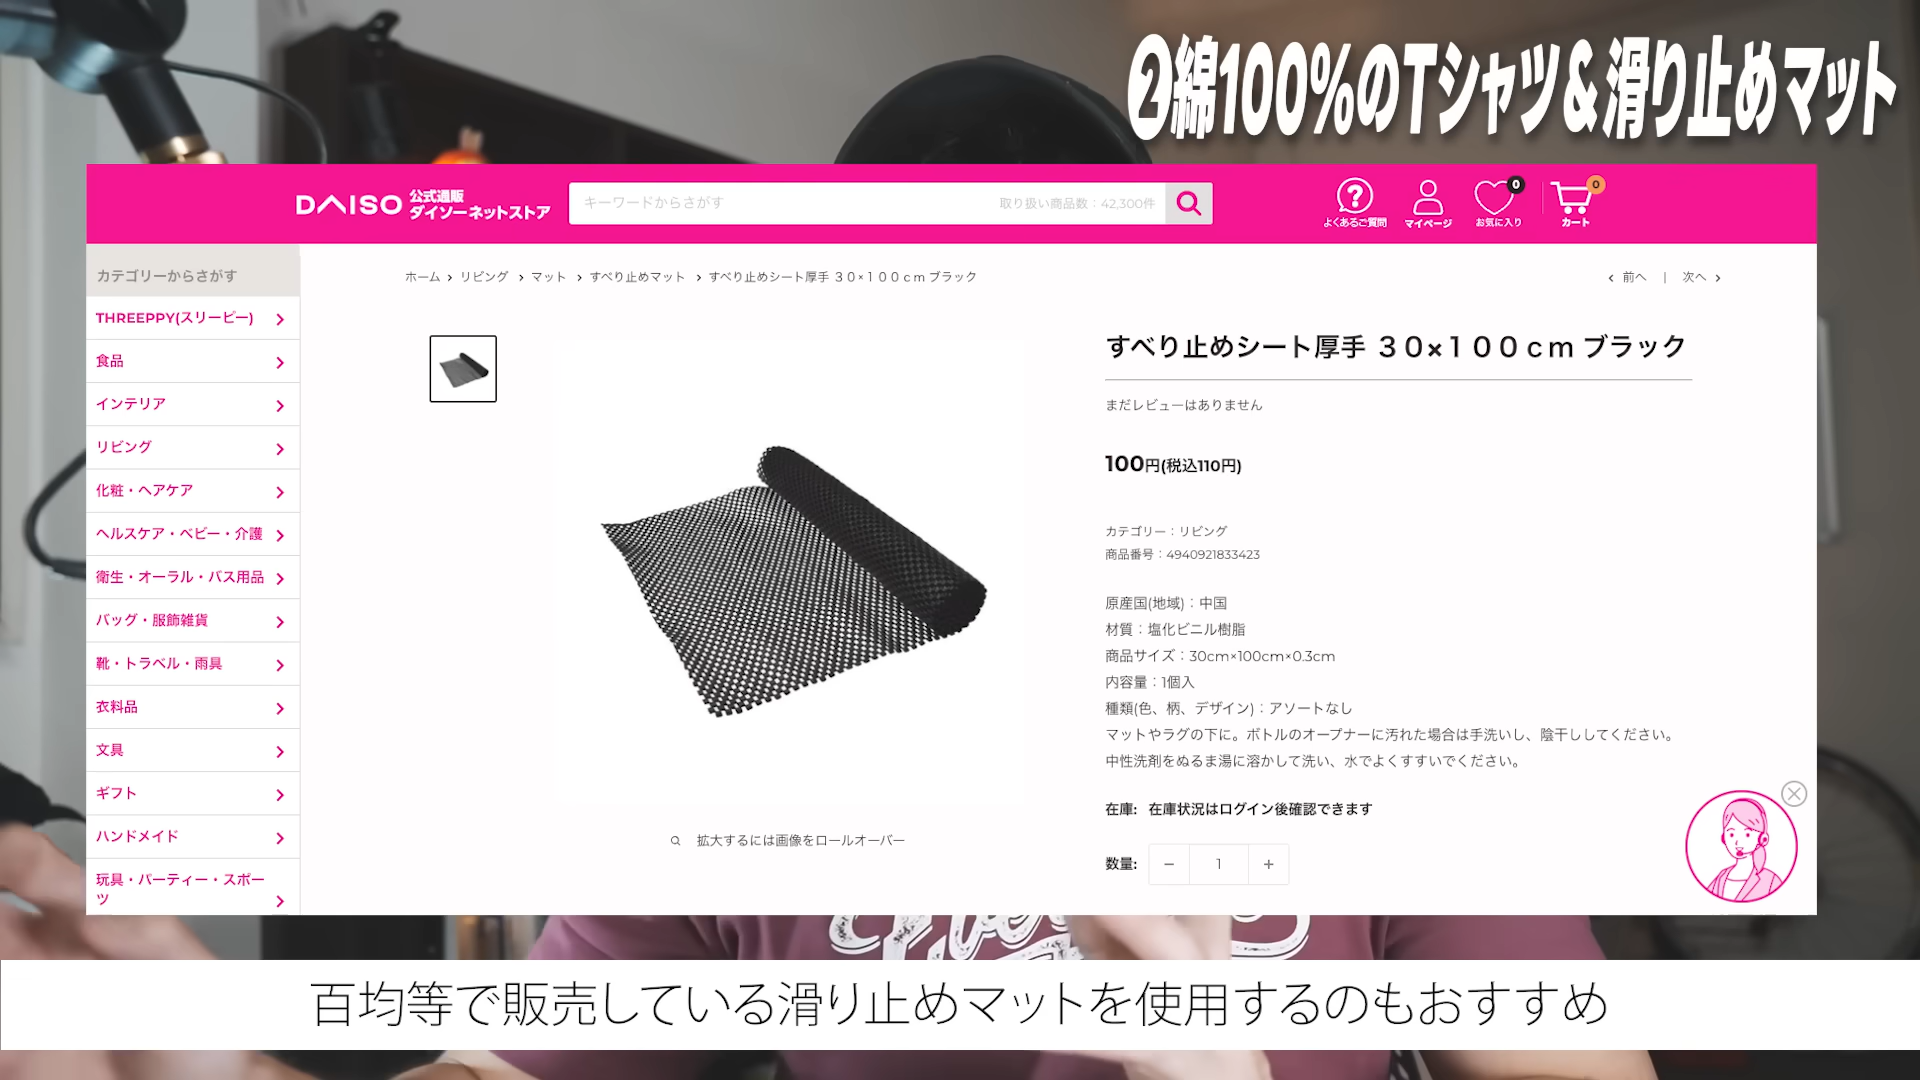 ❷綿100%のTシャツ&滑り止めマット
DAISO 公式通販 ダイソーネットストア
キーワードからさがす
取り扱い商品数：42,300件
よくあるご質問
マイページ
0
お気に入り
0
カート
カテゴリーからさがす
THREEPPY(スリーピー)
食品
インテリア
リビング
化粧・ヘアケア
ヘルスケア・ベビー・介護
衛生・オーラル・バス用品
バッグ・服飾雑貨
靴・トラベル・雨具
衣料品
文具
ギフト
ハンドメイド
玩具・パーティー・スポー
ツ
ホーム › リビング › マット › すべり止めマット › すべり止めシート厚手 ３０×１００ｃｍ ブラック
‹ 前へ | 次へ ›
すべり止めシート厚手 ３０×１００ｃｍ ブラック
まだレビューはありません
100円(税込110円)
カテゴリー：リビング
商品番号：4940921833423
原産国(地域)：中国
材質：塩化ビニル樹脂
商品サイズ：30cm×100cm×0.3cm
内容量：1個入
種類(色、柄、デザイン)：アソートなし
マットやラグの下に。ボトルのオープナーに汚れた場合は手洗いし、陰干ししてください。
中性洗剤をぬるま湯に溶かして洗い、水でよくすすいでください。
在庫: 在庫状況はログイン後確認できます
数量: − 1 +
拡大するには画像をロールオーバー
百均等で販売している滑り止めマットを使用するのもおすすめ